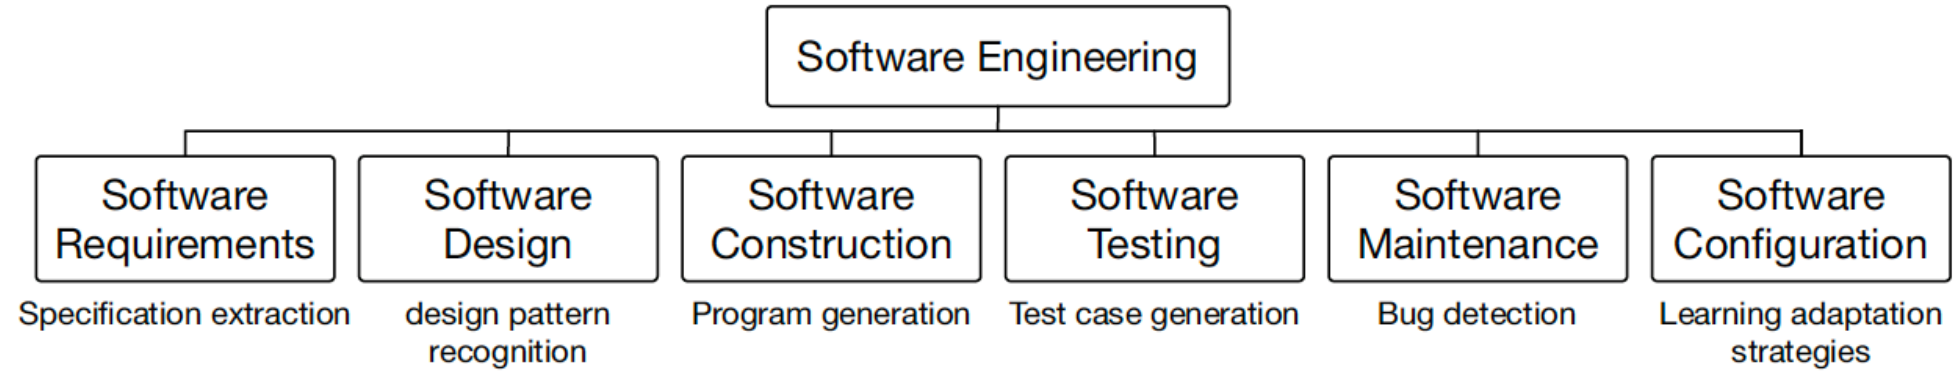 Software Engineering
Software
Requirements
Software
Design
Software
Construction
Software
Testing
Software
Maintenance
Software
Configuration
Specification extraction
design pattern
recognition
Program generation
Test case generation
Bug detection
Learning adaptation
strategies